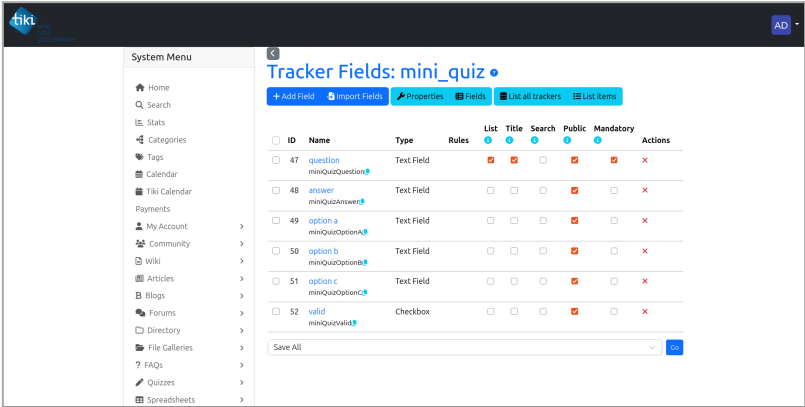 tiki
AD
System Menu
Home
Search
Stats
Categories
Tags
Calendar
Tiki Calendar
Payments
My Account
Community
Wiki
Articles
Blogs
Forums
Directory
File Galleries
FAQs
Quizzes
Spreadsheets
Tracker Fields: mini_quiz
Add Field Import Fields Properties Fields List all trackers List items
ID Name Type Rules List Title Search Public Mandatory Actions
47 question Text Field
miniQuizQuestion
48 answer Text Field
miniQuizAnswer
49 option a Text Field
miniQuizOptionA
50 option b Text Field
miniQuizOptionB
51 option c Text Field
miniQuizOptionC
52 valid Checkbox
miniQuizValid
Save All Go